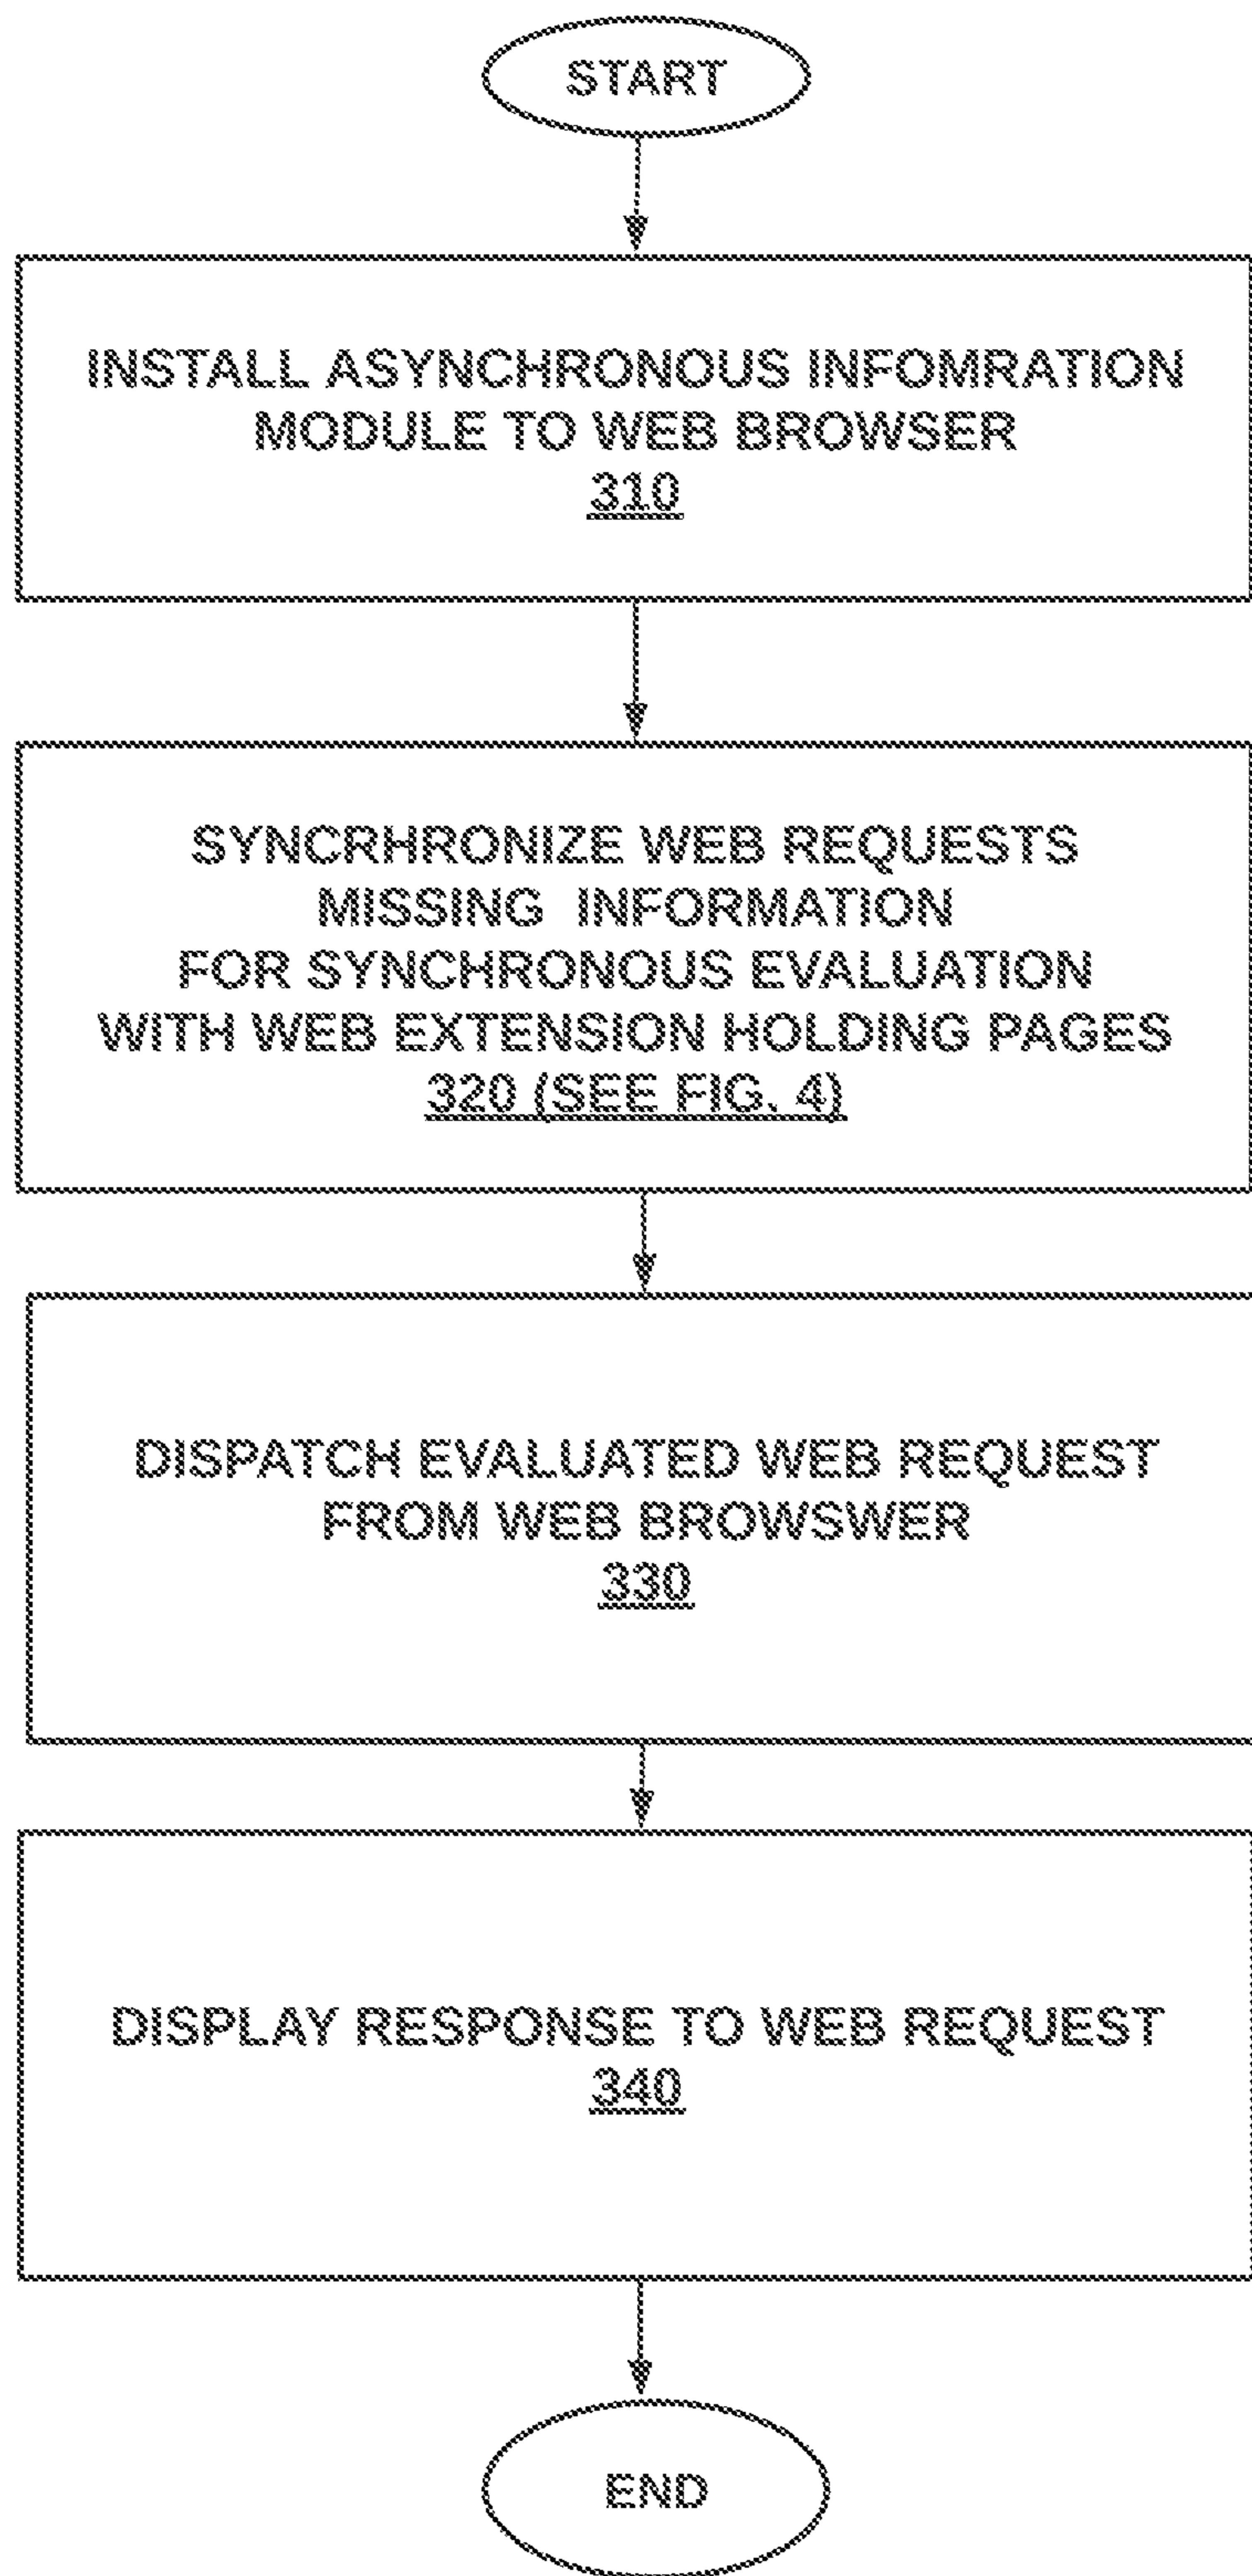 START
INSTALL ASYNCHRONOUS INFOMRATION
MODULE TO WEB BROWSER
310
SYNCRHRONIZE WEB REQUESTS
MISSING INFORMATION
FOR SYNCHRONOUS EVALUATION
WITH WEB EXTENSION HOLDING PAGES
320 (SEE FIG. 4)
DISPATCH EVALUATED WEB REQUEST
FROM WEB BROWSWER
330
DISPLAY RESPONSE TO WEB REQUEST
340
END